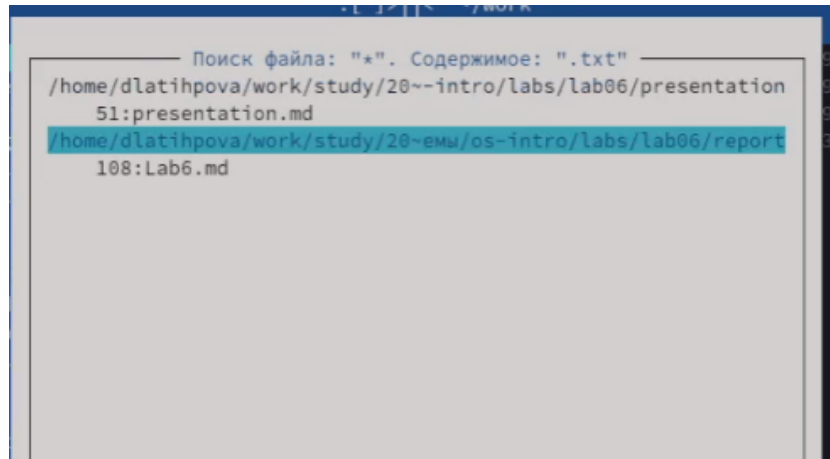 ~/work
Поиск файла: "*". Содержимое: ".txt"
/home/dlatihpova/work/study/20~-intro/labs/lab06/presentation
51:presentation.md
/home/dlatihpova/work/study/20~емы/os-intro/labs/lab06/report
108:Lab6.md